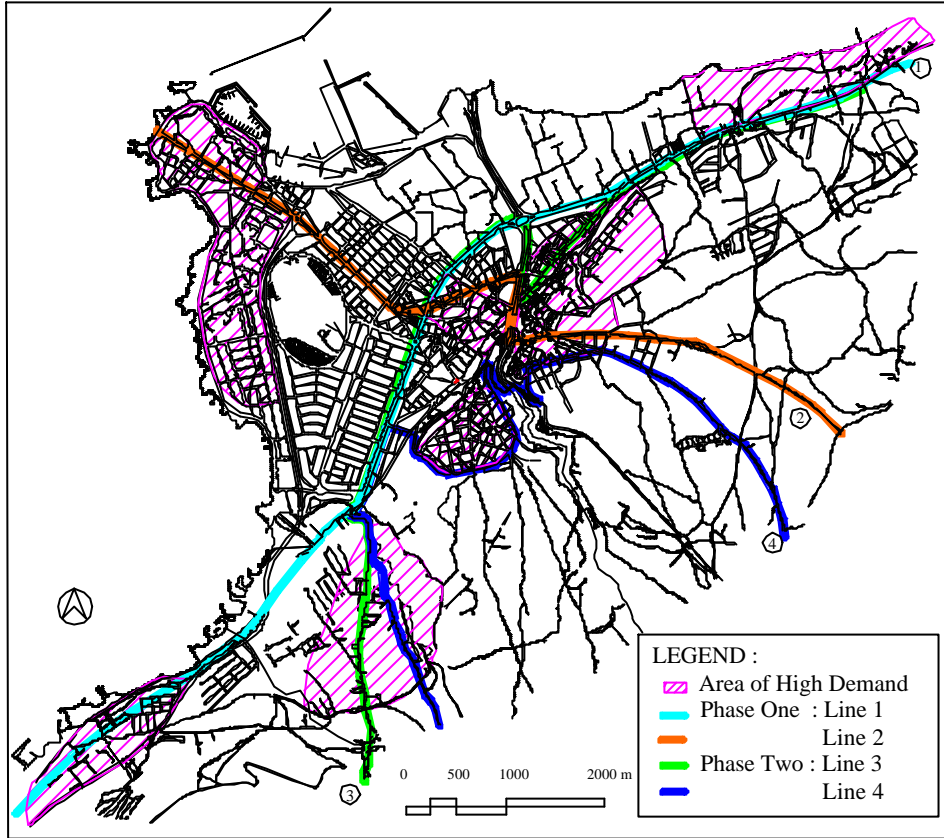 1
2
4
LEGEND :
Area of High Demand
Phase One : Line 1
Line 2
Phase Two : Line 3
Line 4
0 500 1000 2000 m
3